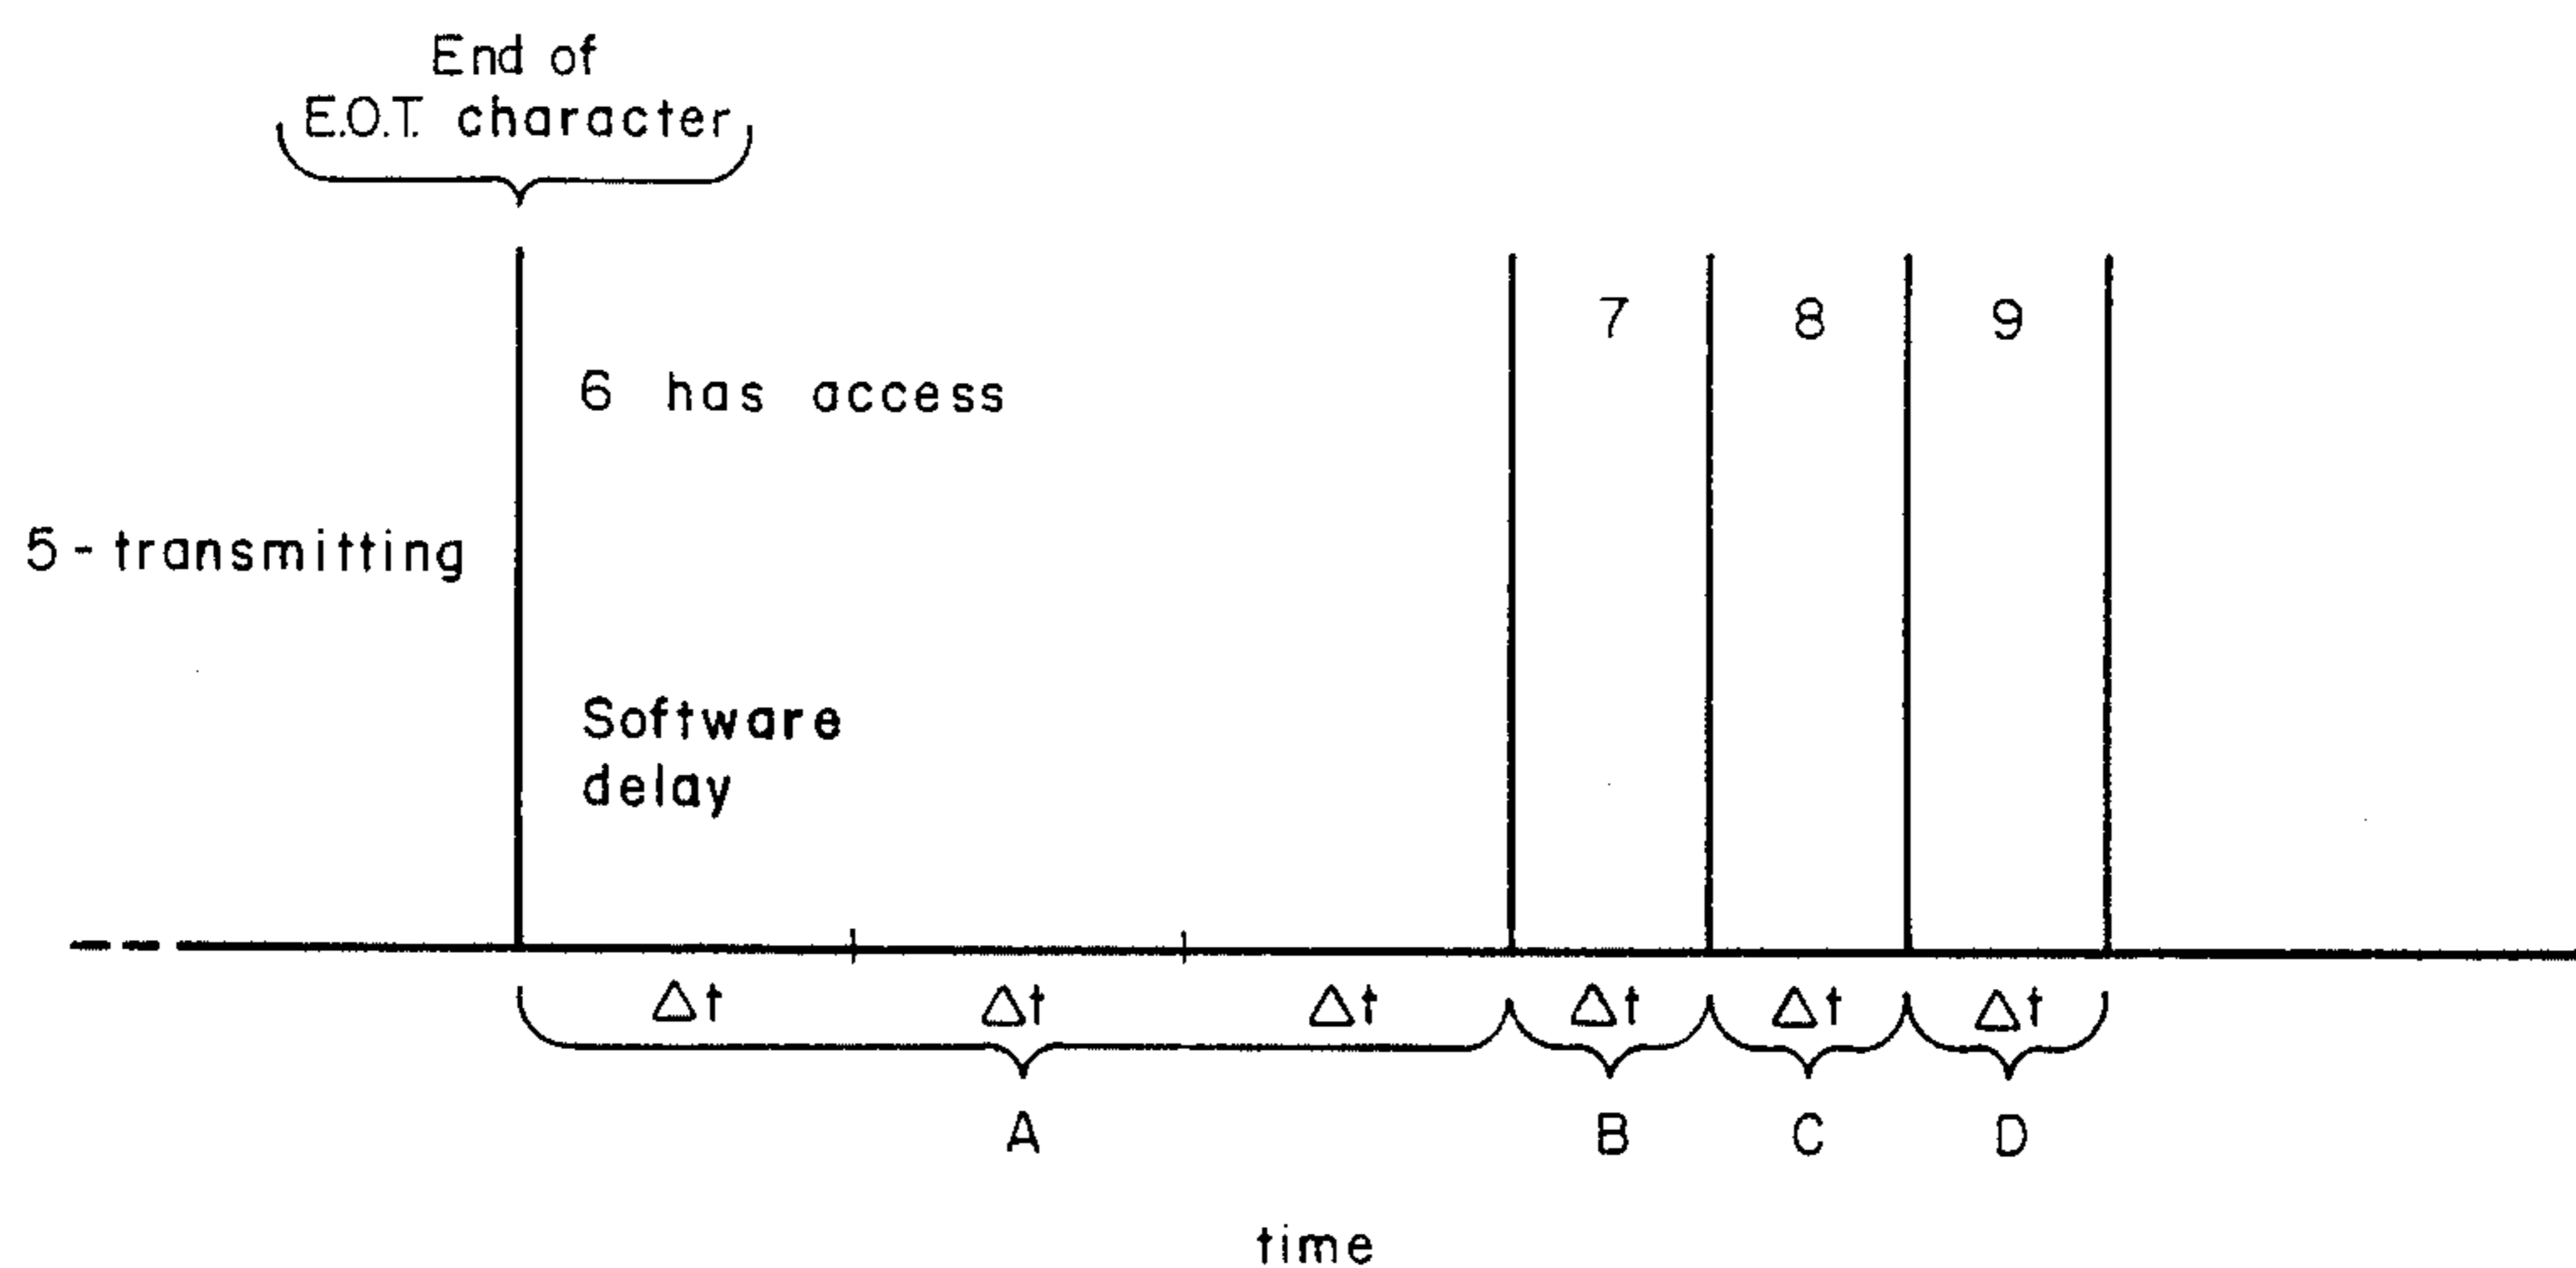 End of
E.O.T. character
7 8 9
6 has access
5-transmitting
Software
delay
Δt Δt Δt Δt Δt Δt
A B C D
time